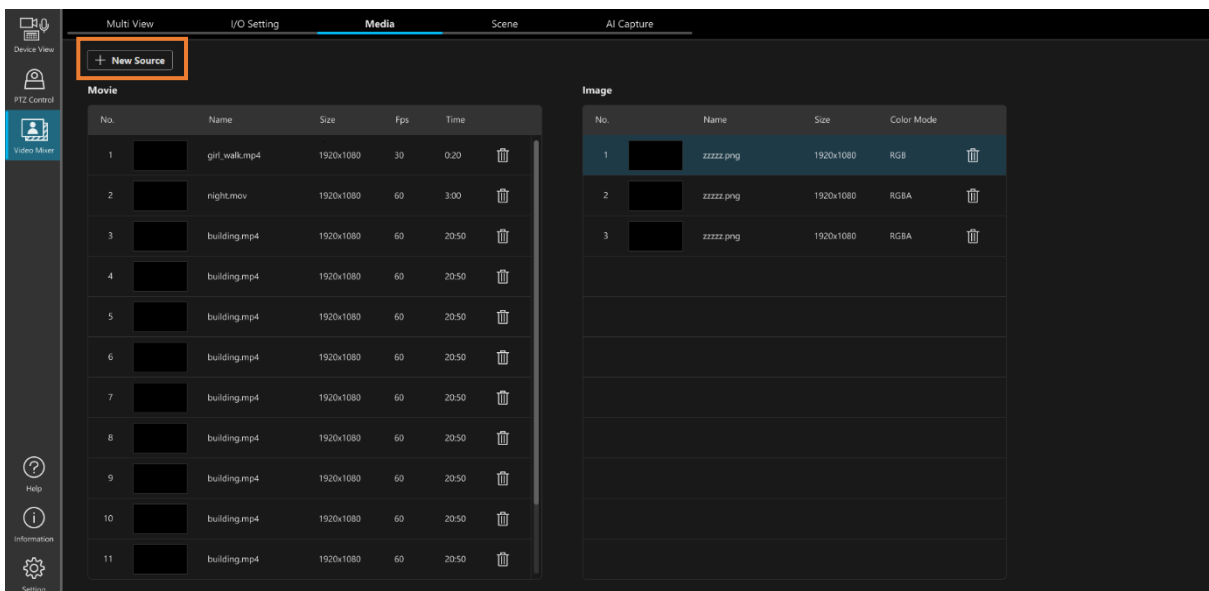 Multi View I/O Setting Media Scene AI Capture
Device View
PTZ Control
Video Mixer
Help
Information
Setting
+ New Source
Movie
No. Name Size Fps Time
1 girl_walk.mp4 1920x1080 30 0:20
2 night.mov 1920x1080 60 3:00
3 building.mp4 1920x1080 60 20:50
4 building.mp4 1920x1080 60 20:50
5 building.mp4 1920x1080 60 20:50
6 building.mp4 1920x1080 60 20:50
7 building.mp4 1920x1080 60 20:50
8 building.mp4 1920x1080 60 20:50
9 building.mp4 1920x1080 60 20:50
10 building.mp4 1920x1080 60 20:50
11 building.mp4 1920x1080 60 20:50
Image
No. Name Size Color Mode
1 zzzzz.png 1920x1080 RGB
2 zzzzz.png 1920x1080 RGBA
3 zzzzz.png 1920x1080 RGBA